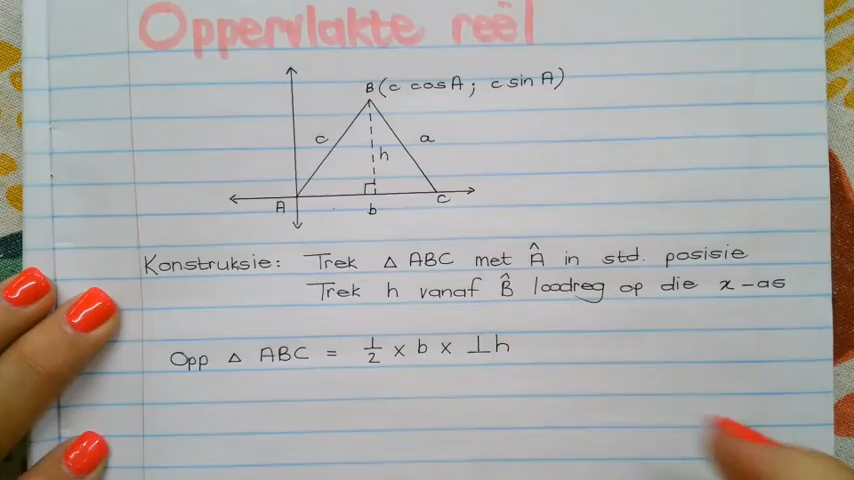 Oppervlakte reël
B (c cosA; c sinA)
c
a
h
A
b
C
Konstruksie: Trek △ ABC met Â in std. posisie
Trek h vanaf B̂ loodreg op die x-as
Opp △ ABC = 1/2 × b × ⊥h